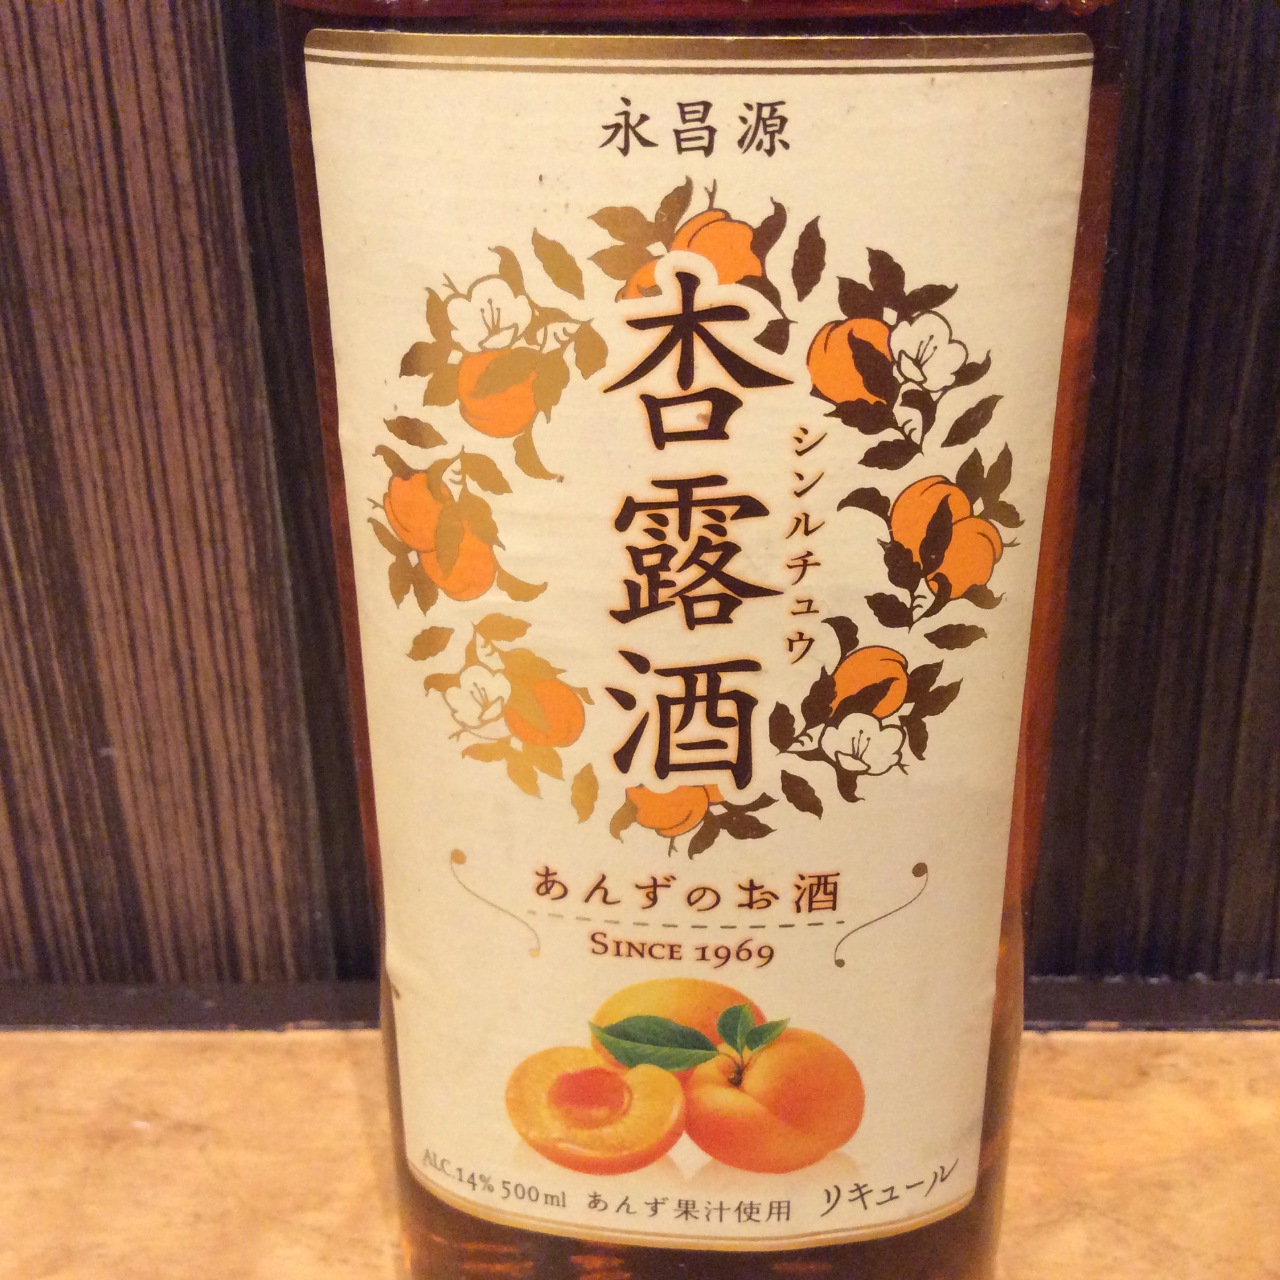 永昌源
杏露酒
シンルチュウ
あんずのお酒
SINCE 1969
ALC.14% 500ml あんず果汁使用 リキュール